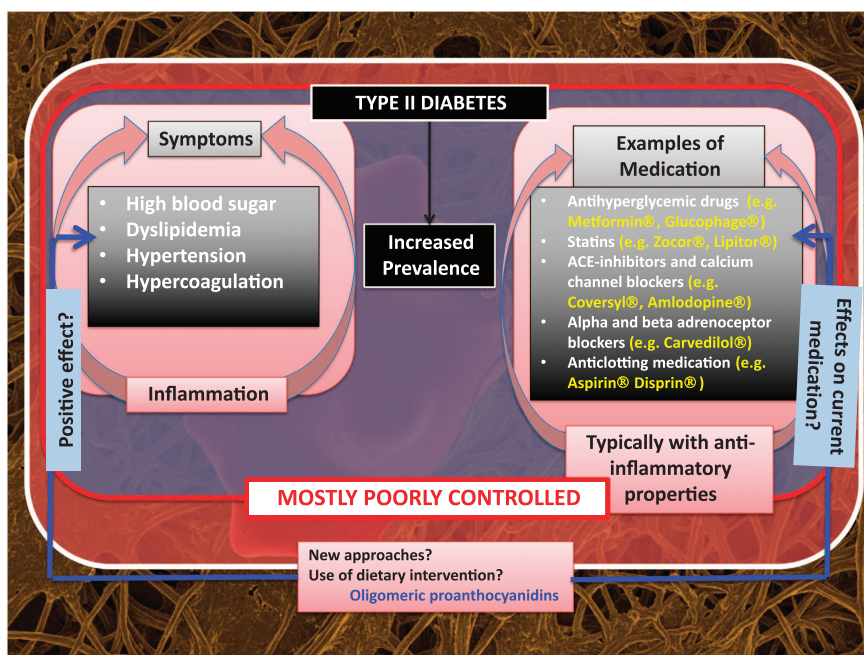 TYPE II DIABETES
Symptoms
• High blood sugar
• Dyslipidemia
• Hypertension
• Hypercoagulation
Inflammation
Positive effect?
Increased
Prevalence
Examples of
Medication
• Antihyperglycemic drugs (e.g.
Metformin®, Glucophage®)
• Statins (e.g. Zocor®, Lipitor®)
• ACE-inhibitors and calcium
channel blockers (e.g.
Coversyl®, Amlodopine®)
• Alpha and beta adrenoceptor
blockers (e.g. Carvedilol®)
• Anticlotting medication (e.g.
Aspirin® Disprin®)
Typically with anti-
inflammatory
properties
Effects on current
medication?
MOSTLY POORLY CONTROLLED
New approaches?
Use of dietary intervention?
Oligomeric proanthocyanidins